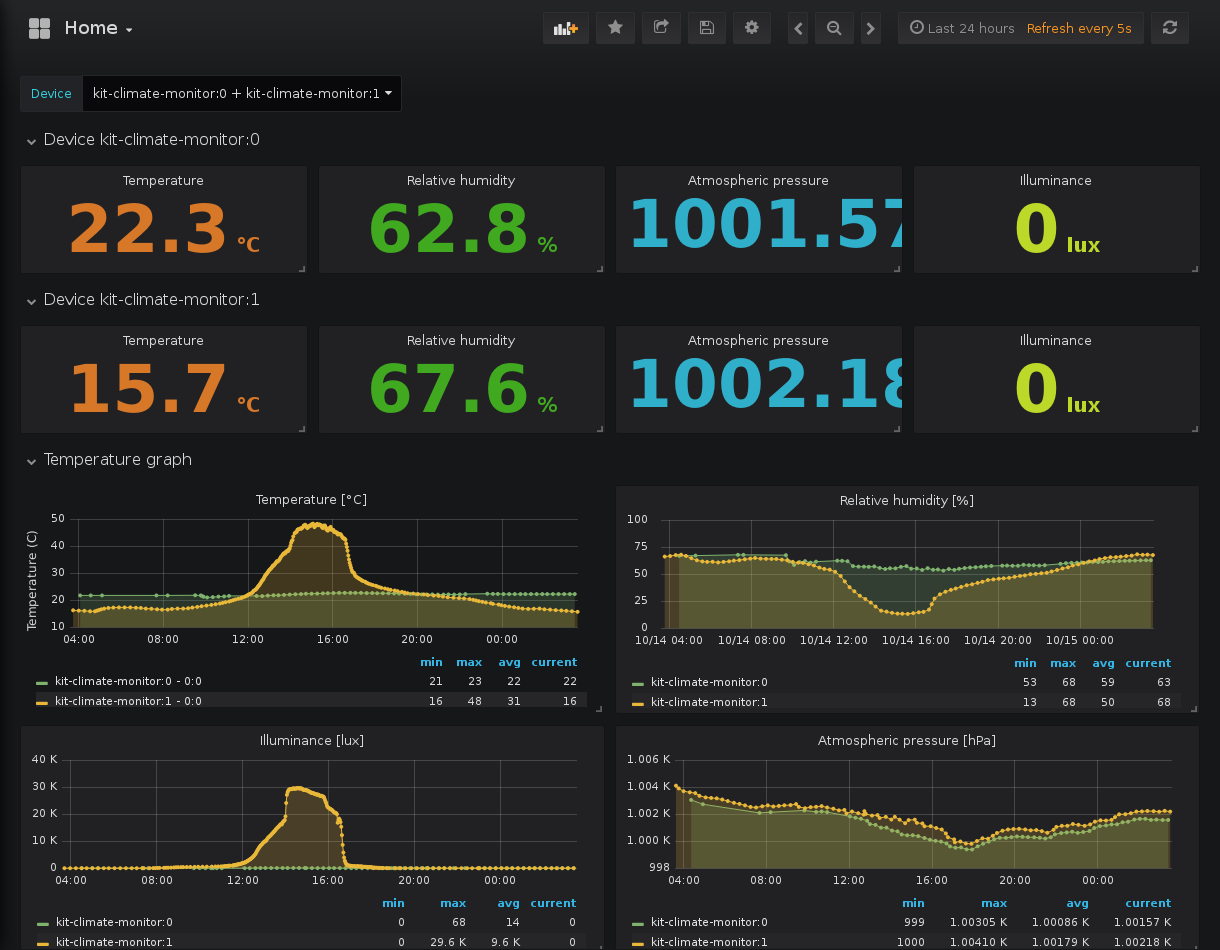 Home
Last 24 hours Refresh every 5s
Device kit-climate-monitor:0 + kit-climate-monitor:1
Device kit-climate-monitor:0
Temperature Relative humidity Atmospheric pressure Illuminance
22.3 °C 62.8 % 1001.57 0 lux
Device kit-climate-monitor:1
Temperature Relative humidity Atmospheric pressure Illuminance
15.7 °C 67.6 % 1002.18 0 lux
Temperature graph
Temperature [°C]
Temperature (C)
50
40
30
20
10
04:00 08:00 12:00 16:00 20:00 00:00
min max avg current
kit-climate-monitor:0 - 0:0 21 23 22 22
kit-climate-monitor:1 - 0:0 16 48 31 16
Relative humidity [%]
100
75
50
25
0
10/14 04:00 10/14 08:00 10/14 12:00 10/14 16:00 10/14 20:00 10/15 00:00
min max avg current
kit-climate-monitor:0 53 68 59 63
kit-climate-monitor:1 13 68 50 68
Illuminance [lux]
40 K
30 K
20 K
10 K
0
04:00 08:00 12:00 16:00 20:00 00:00
min max avg current
kit-climate-monitor:0 0 68 14 0
kit-climate-monitor:1 0 29.6 K 9.6 K 0
Atmospheric pressure [hPa]
1.006 K
1.004 K
1.002 K
1.000 K
998
04:00 08:00 12:00 16:00 20:00 00:00
min max avg current
kit-climate-monitor:0 999 1.00305 K 1.00086 K 1.00157 K
kit-climate-monitor:1 1000 1.00410 K 1.00179 K 1.00218 K